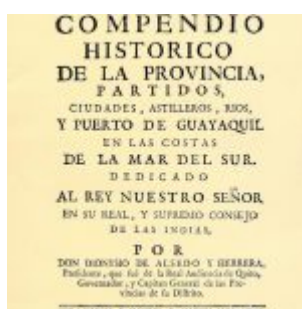 COMPENDIO
HISTORICO
DE LA PROVINCIA,
PARTIDOS,
CIUDADES, ASTILLEROS, RIOS,
Y PUERTO DE GUAYAQUIL
EN LAS COSTAS
DE LA MAR DEL SUR.
DEDICADO
AL REY NUESTRO SEÑOR,
EN SU REAL, Y SUPREMO CONSEJO
DE LAS INDIAS,
POR
DON DIONYSIO DE ALSEDO Y HERRERA,
Presidente, que fuè de la Real Audiencia de Quito,
Governador, y Capitan General de las Pro-
vincias de su Distrito.